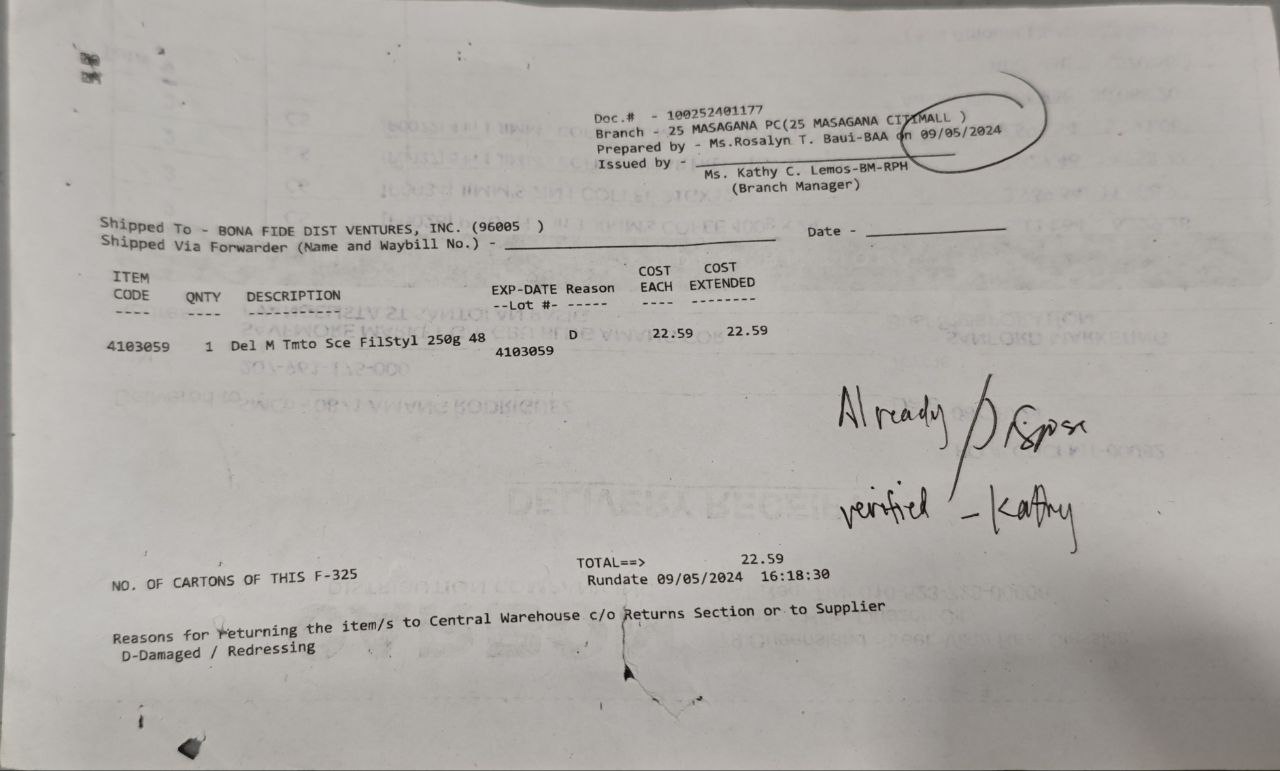 Doc.# - 100252401177
Branch - 25 MASAGANA PC(25 MASAGANA CITIMALL )
Prepared by - Ms.Rosalyn T. Baui-BAA on 09/05/2024
Issued by -
Ms. Kathy C. Lemos-BM-RPH
(Branch Manager)
Shipped To - BONA FIDE DIST VENTURES, INC. (96005 )
Shipped Via Forwarder (Name and Waybill No.) - Date -
ITEM COST COST
CODE QNTY DESCRIPTION EXP-DATE Reason EACH EXTENDED
---- ---- ------------ --Lot #- ----- ---- --------
4103059 1 Del M Tmto Sce FilStyl 250g 48 D 22.59 22.59
4103059
Already Dispose
verified - Kathy
TOTAL==> 22.59
NO. OF CARTONS OF THIS F-325 Rundate 09/05/2024 16:18:30
Reasons for returning the item/s to Central Warehouse c/o Returns Section or to Supplier
D-Damaged / Redressing